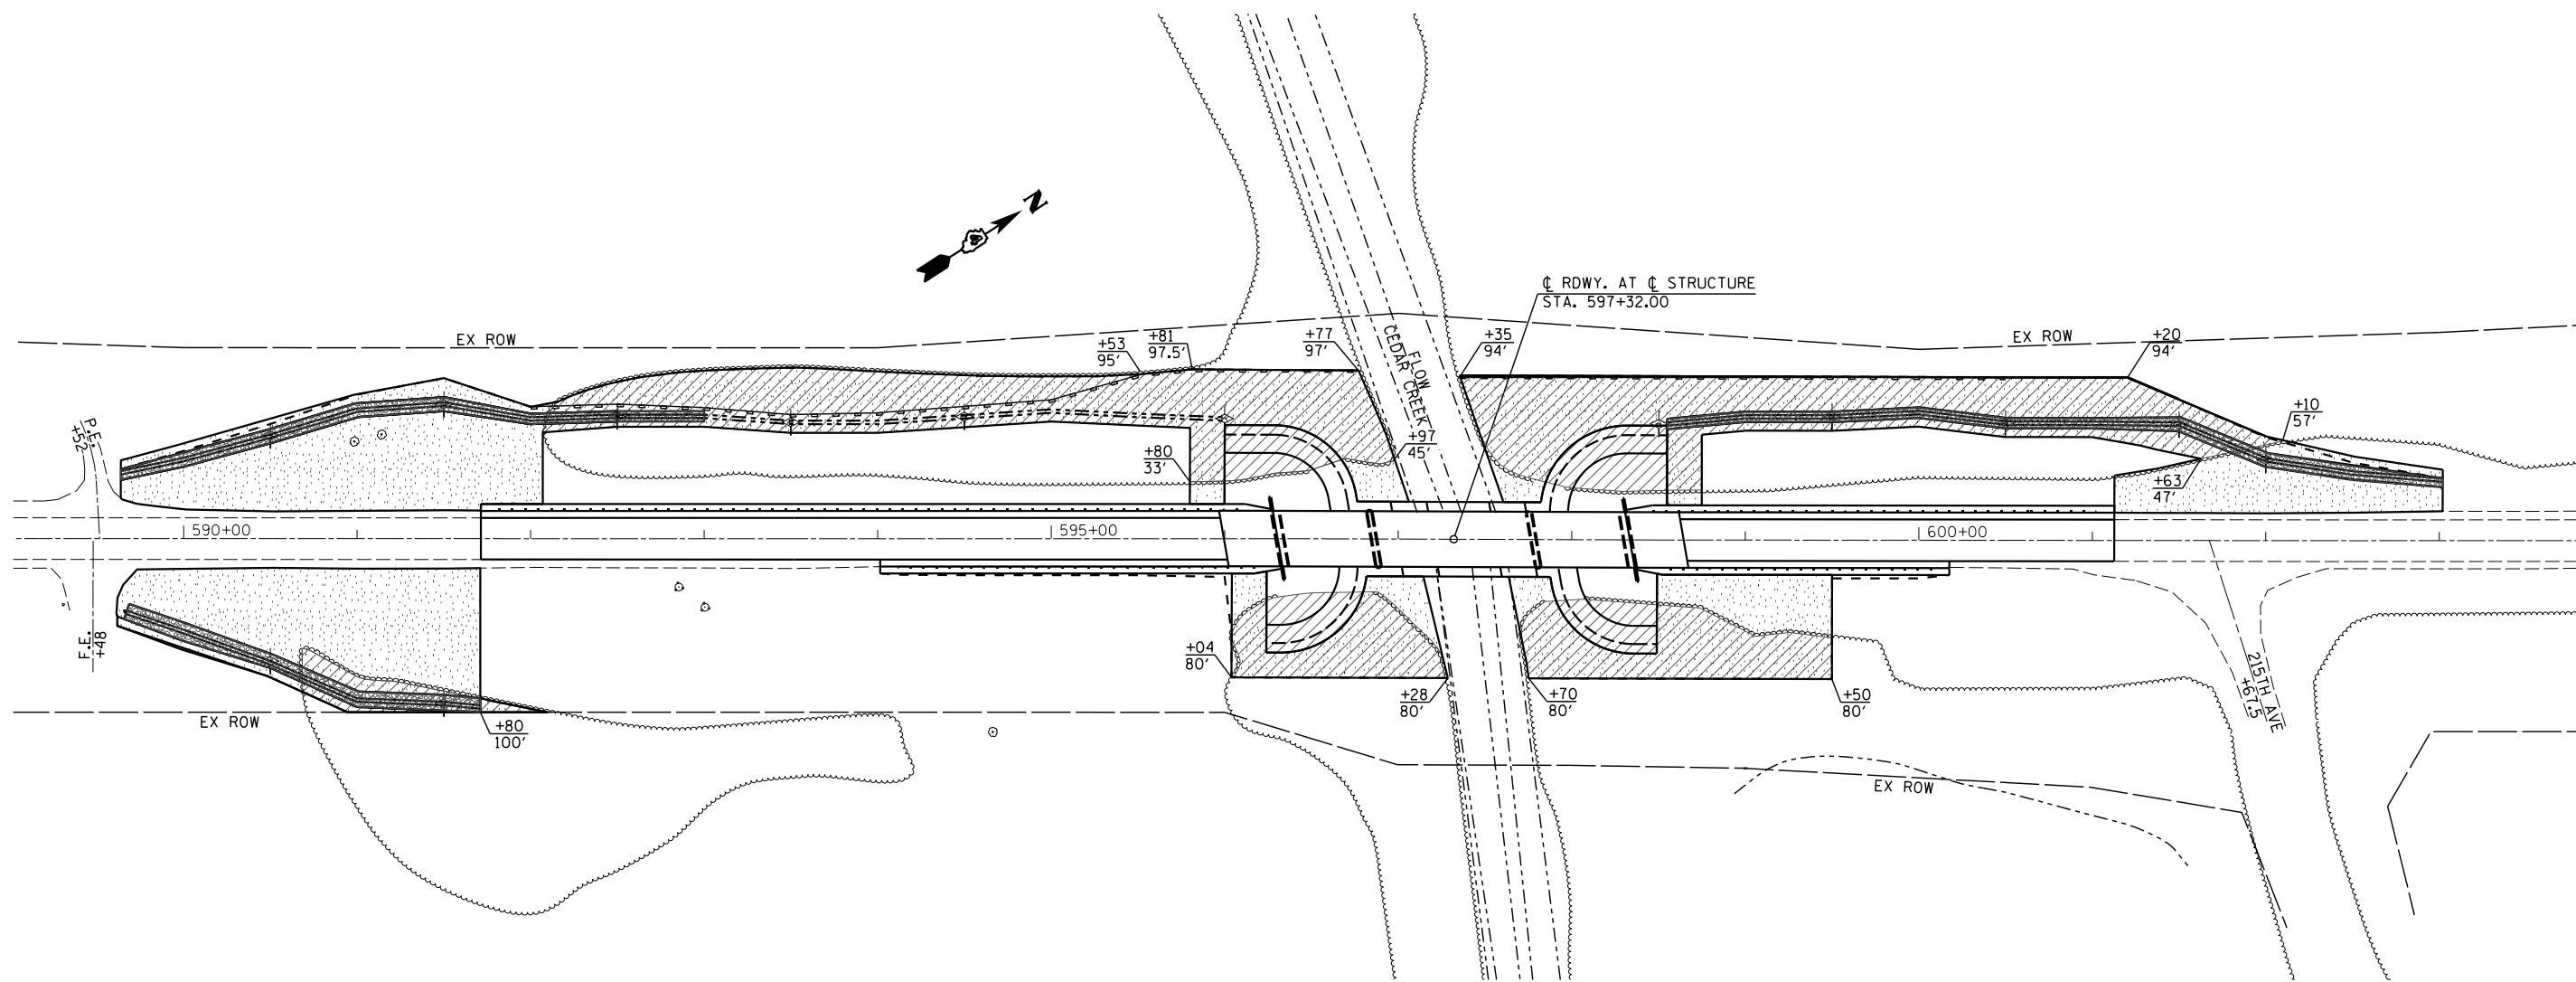 N
℄ RDWY. AT ℄ STRUCTURE
STA. 597+32.00
EX ROW
+53
95'
+81
97.5'
+77
97'
FLOW
CEDAR CREEK
+35
94'
EX ROW
+20
94'
+10
57'
P.E.
+52
+80
33'
+97
45'
+63
47'
590+00
595+00
600+00
F.E.
+48
EX ROW
+80
100'
+04
80'
+28
80'
+70
80'
+50
80'
215TH AVE
+67.5
EX ROW